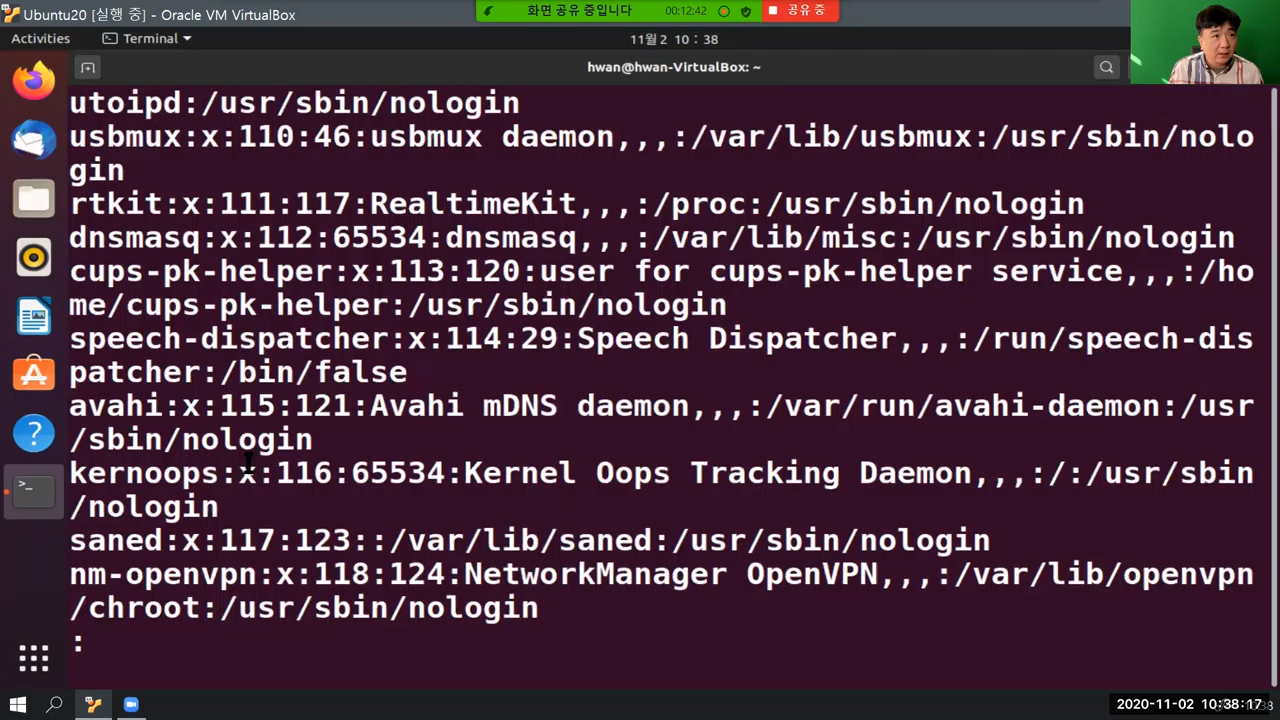 Ubuntu20 [실행 중] - Oracle VM VirtualBox
화면 공유 중입니다
00:12:42
공유 중
Activities
Terminal
11월 2 10 : 38
hwan@hwan-VirtualBox: ~
utoipd:/usr/sbin/nologin
usbmux:x:110:46:usbmux daemon,,,:/var/lib/usbmux:/usr/sbin/nolo
gin
rtkit:x:111:117:RealtimeKit,,,:/proc:/usr/sbin/nologin
dnsmasq:x:112:65534:dnsmasq,,,:/var/lib/misc:/usr/sbin/nologin
cups-pk-helper:x:113:120:user for cups-pk-helper service,,,:/ho
me/cups-pk-helper:/usr/sbin/nologin
speech-dispatcher:x:114:29:Speech Dispatcher,,,:/run/speech-dis
patcher:/bin/false
avahi:x:115:121:Avahi mDNS daemon,,,:/var/run/avahi-daemon:/usr
/sbin/nologin
kernoops:x:116:65534:Kernel Oops Tracking Daemon,,,:/:/usr/sbin
/nologin
saned:x:117:123::/var/lib/saned:/usr/sbin/nologin
nm-openvpn:x:118:124:NetworkManager OpenVPN,,,:/var/lib/openvpn
/chroot:/usr/sbin/nologin
:
2020-11-02 10:38:17